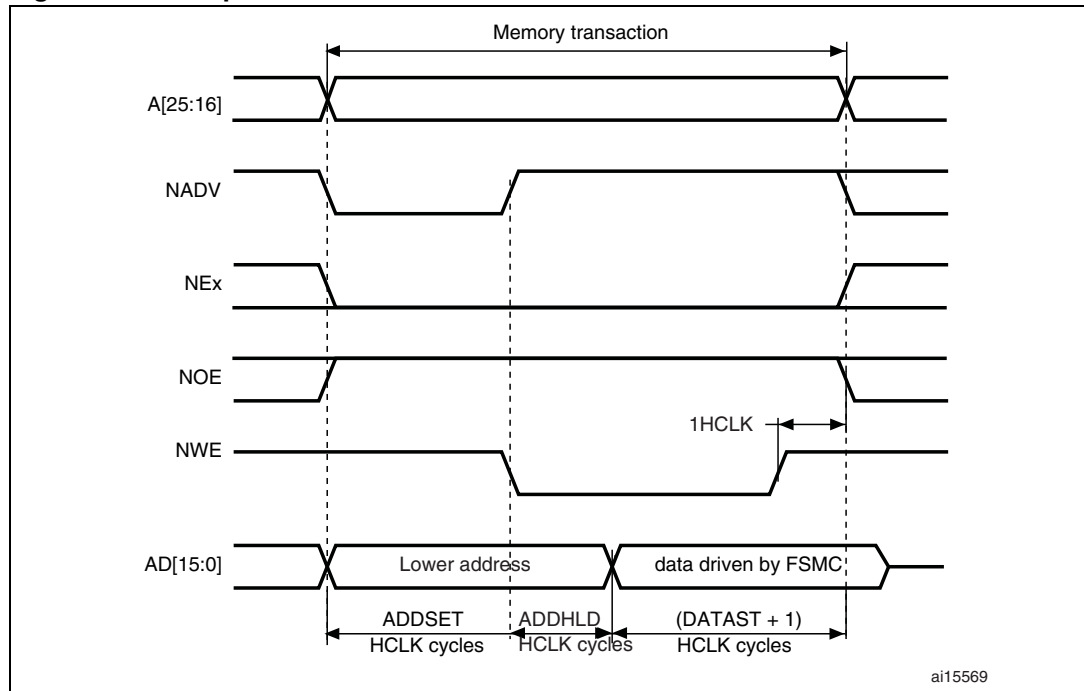 Memory transaction
A[25:16]
NADV
NEx
NOE
1HCLK
NWE
AD[15:0]
Lower address
data driven by FSMC
ADDSET
HCLK cycles
ADDHLD
HCLK cycles
(DATAST + 1)
HCLK cycles
ai15569